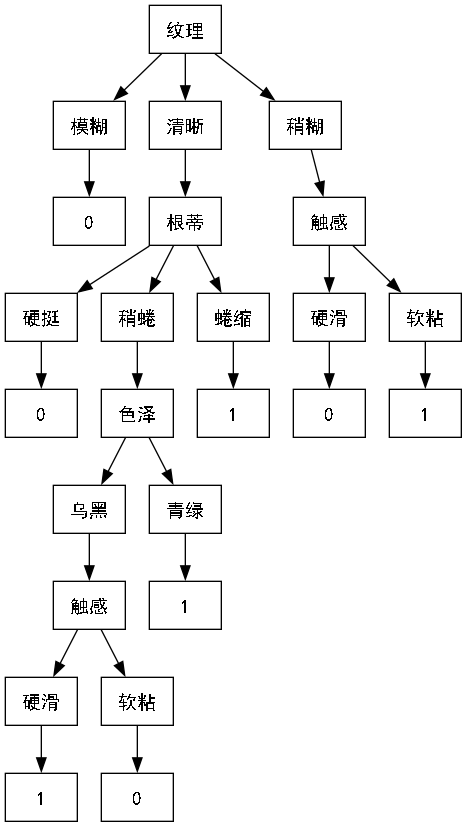 纹理
模糊 清晰 稍糊
0 根蒂 触感
硬挺 稍蜷 蜷缩 硬滑 软粘
0 色泽 1 0 1
乌黑 青绿
触感 1
硬滑 软粘
1 0